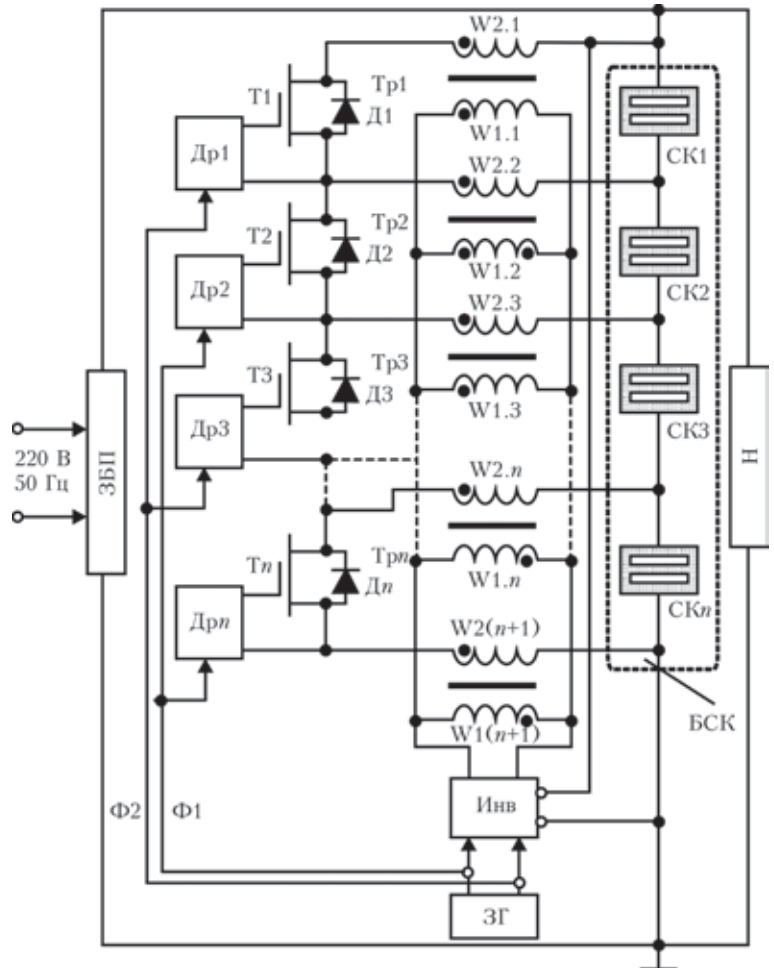 W2.1
Тр1
Т1
Д1
W1.1
СК1
Др1
W2.2
Тр2
Т2
Д2
W1.2
СК2
Др2
W2.3
Тр3
Т3
Д3
W1.3
СК3
Др3
220 В
50 Гц
ЗБП
Н
W2.n
Тn
Трn
Дn
W1.n
СКn
Дрn
W2(n+1)
БСК
W1(n+1)
Ф2
Ф1
Инв
ЗГ